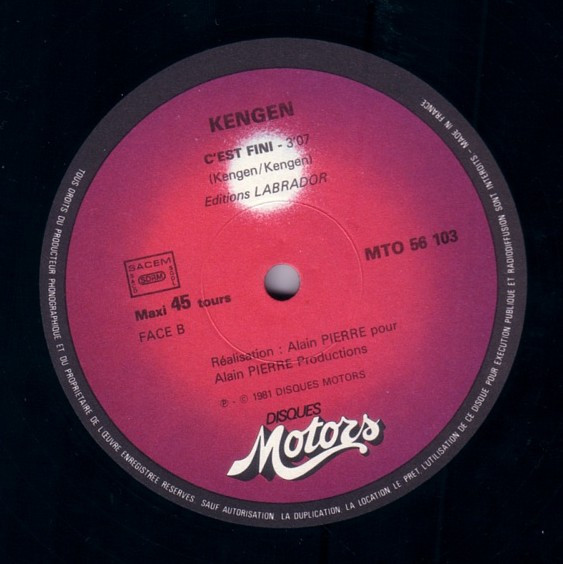 KENGEN
C'EST FINI - 3'07
(Kengen/Kengen)
Editions LABRADOR
MTO 56 103
SACEM
Maxi 45 tours
FACE B
Réalisation : Alain PIERRE pour
Alain PIERRE Productions
℗ - © 1981 DISQUES MOTORS
DISQUES
Motors
TOUS DROITS DU PRODUCTEUR PHONOGRAPHIQUE ET DU PROPRIETAIRE DE L'ŒUVRE ENREGISTREE RESERVES. SAUF AUTORISATION. LA DUPLICATION. LA LOCATION. LE PRET. L'UTILISATION DE CE DISQUE POUR EXECUTION PUBLIQUE ET RADIODIFFUSION SONT INTERDITS - MADE IN FRANCE